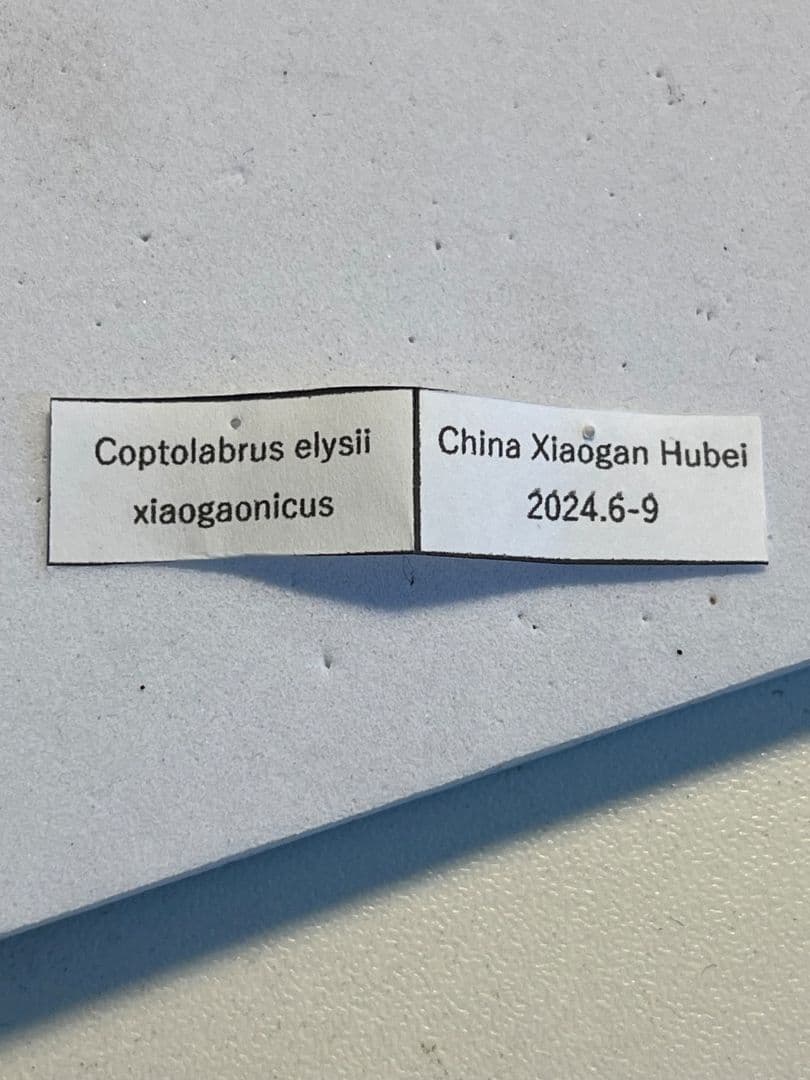 Coptolabrus elysii
xiaogaonicus
China Xiaogan Hubei
2024.6-9